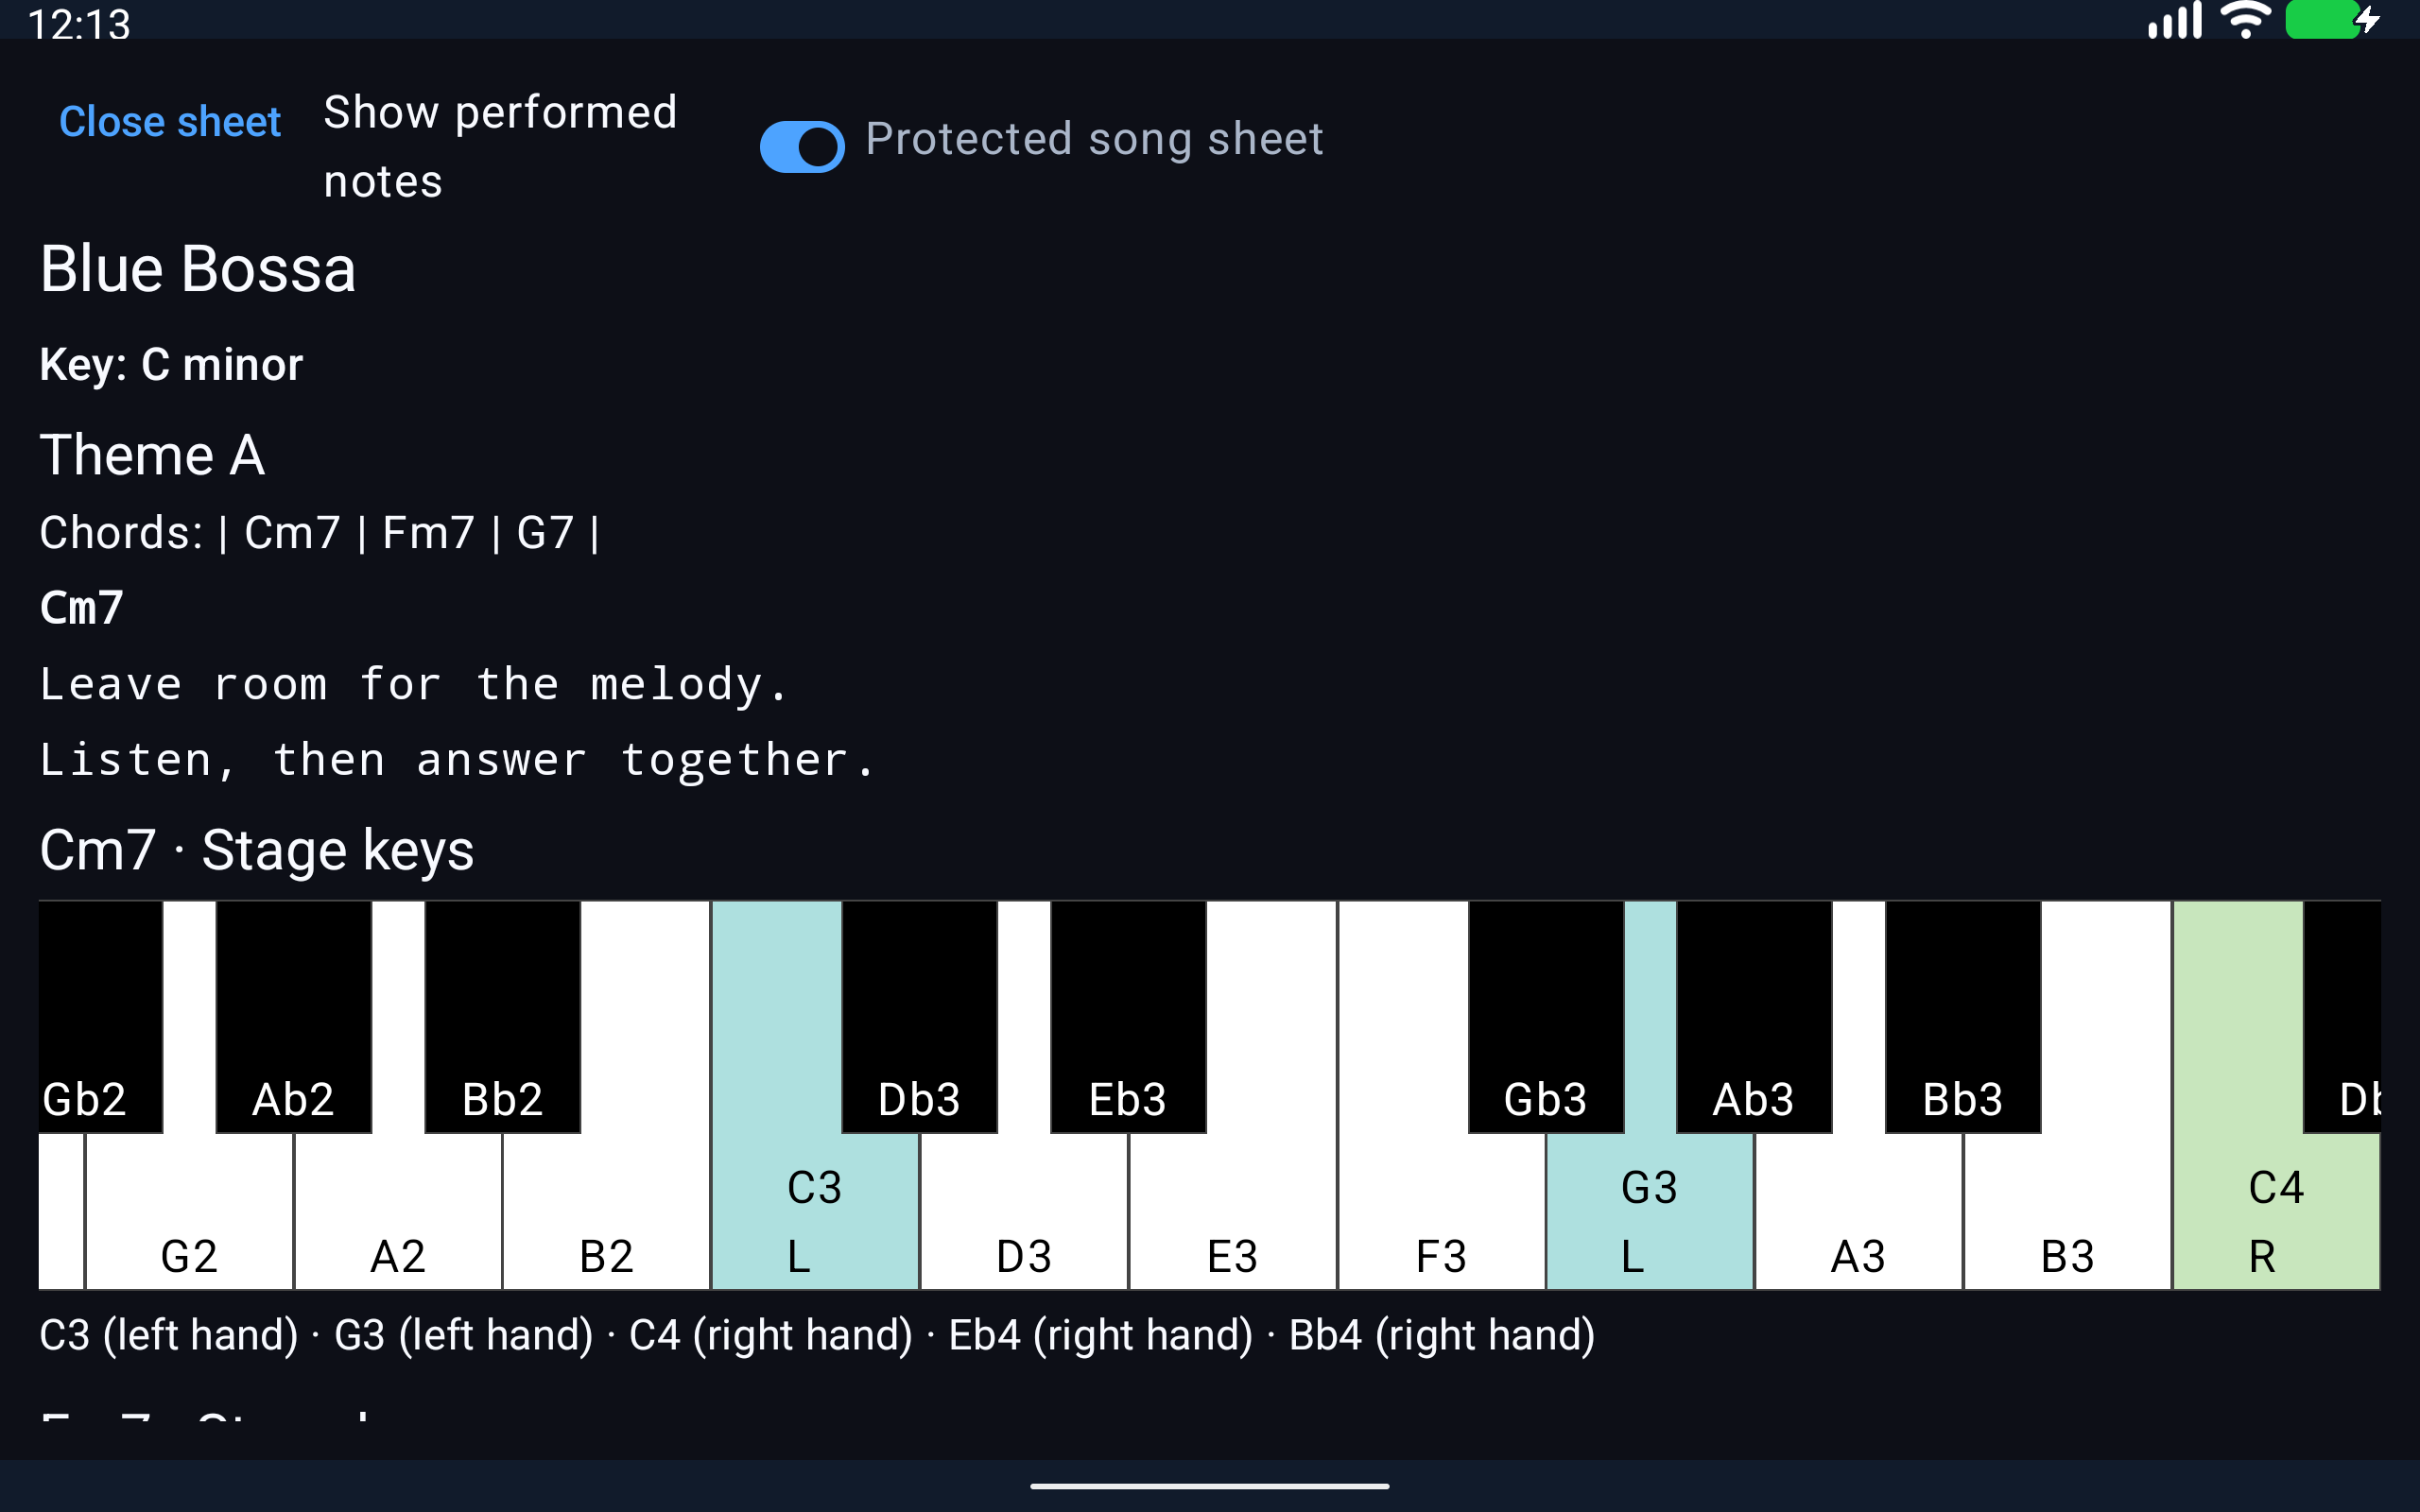 12:13
Close sheet
Show performed
notes
Protected song sheet
Blue Bossa
Key: C minor
Theme A
Chords: | Cm7 | Fm7 | G7 |
Cm7
Leave room for the melody.
Listen, then answer together.
Cm7 · Stage keys
Gb2 Ab2 Bb2 Db3 Eb3 Gb3 Ab3 Bb3
C3 G3 C4
G2 A2 B2 L D3 E3 F3 L A3 B3 R
C3 (left hand) · G3 (left hand) · C4 (right hand) · Eb4 (right hand) · Bb4 (right hand)